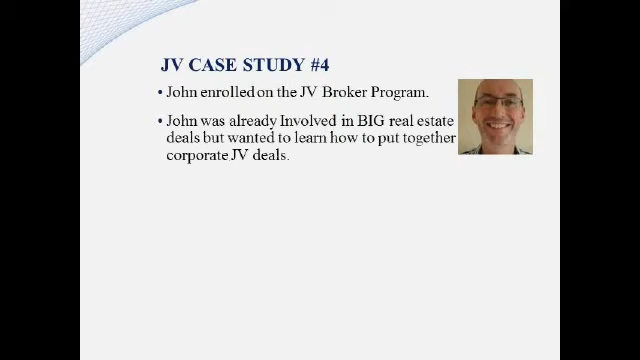 JV CASE STUDY #4
• John enrolled on the JV Broker Program.
• John was already Involved in BIG real estate
deals but wanted to learn how to put together
corporate JV deals.